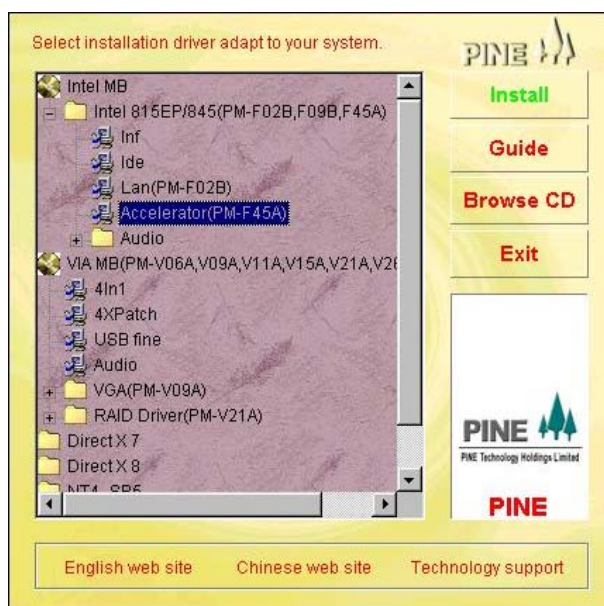 Select installation driver adapt to your system.
PINE
Intel MB
Intel 815EP/845(PM-F02B,F09B,F45A)
Inf
Ide
Lan(PM-F02B)
Accelerator(PM-F45A)
Audio
VIA MB(PM-V06A,V09A,V11A,V15A,V21A,V26
4In1
4XPatch
USB fine
Audio
VGA(PM-V09A)
RAID Driver(PM-V21A)
Direct X 7
Direct X 8
NT4_SP5
Install
Guide
Browse CD
Exit
PINE
PINE Technology Holdings Limited
PINE
English web site
Chinese web site
Technology support